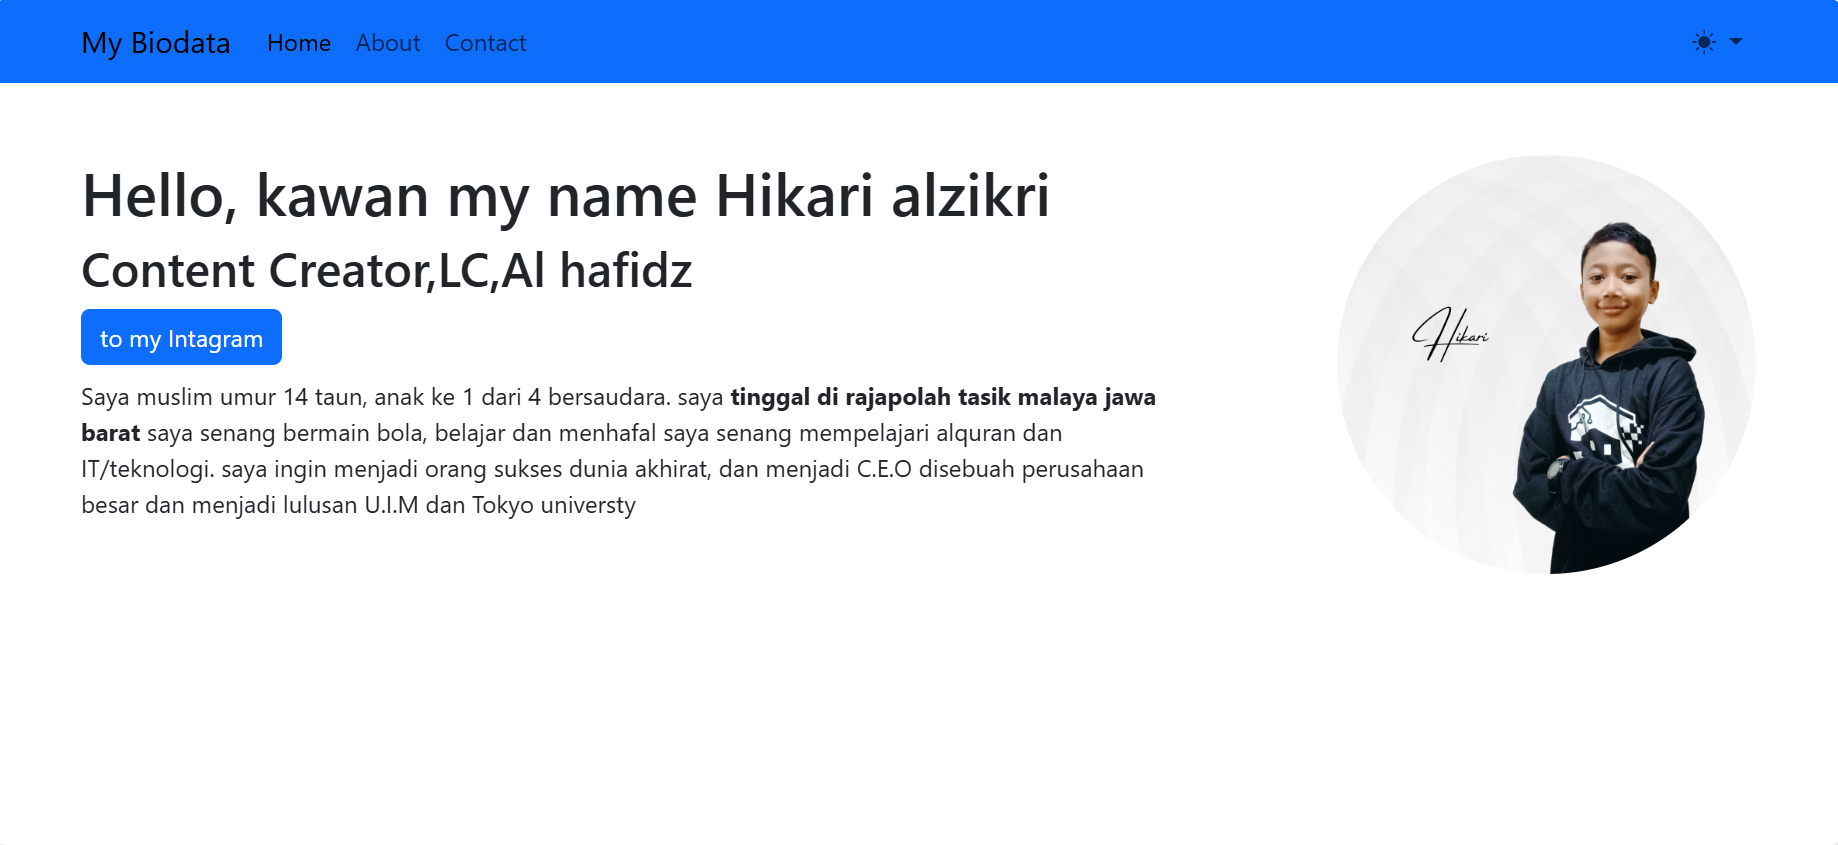 My Biodata Home About Contact
Hello, kawan my name Hikari alzikri
Content Creator,LC,Al hafidz
to my Intagram
Saya muslim umur 14 taun, anak ke 1 dari 4 bersaudara. saya tinggal di rajapolah tasik malaya jawa
barat saya senang bermain bola, belajar dan menhafal saya senang mempelajari alquran dan
IT/teknologi. saya ingin menjadi orang sukses dunia akhirat, dan menjadi C.E.O disebuah perusahaan
besar dan menjadi lulusan U.I.M dan Tokyo universty
Hikari